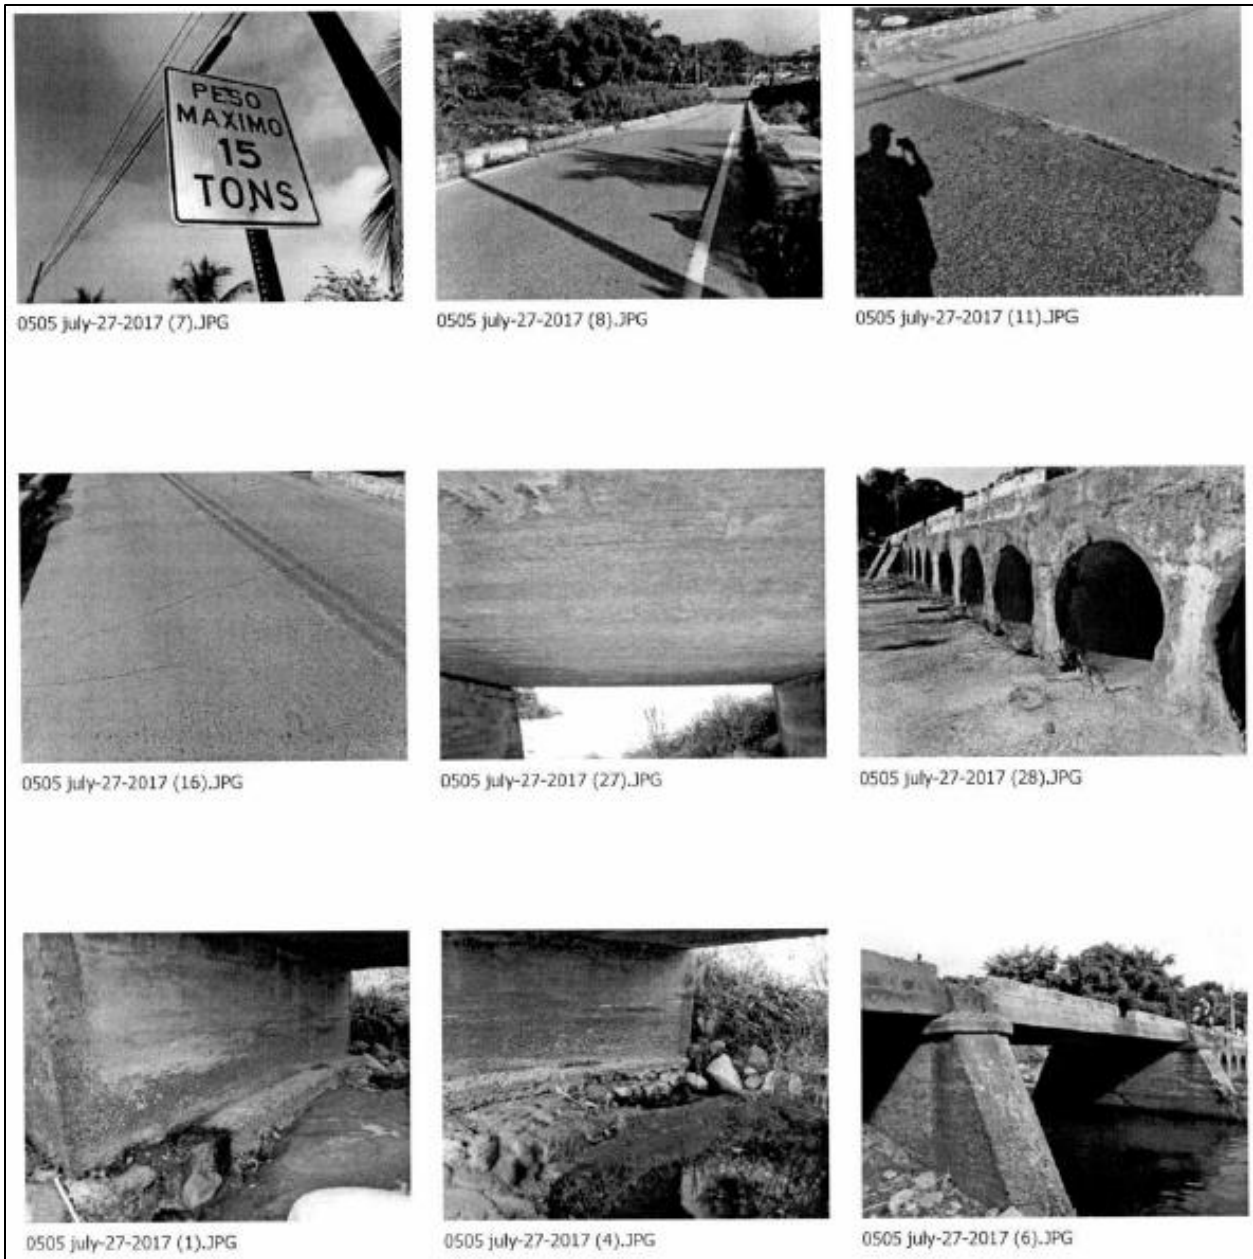 PESO
MAXIMO
15
TONS
0505 july-27-2017 (7).JPG
0505 july-27-2017 (8).JPG
0505 july-27-2017 (11).JPG
0505 july-27-2017 (16).JPG
0505 july-27-2017 (27).JPG
0505 july-27-2017 (28).JPG
0505 july-27-2017 (1).JPG
0505 july-27-2017 (4).JPG
0505 july-27-2017 (6).JPG